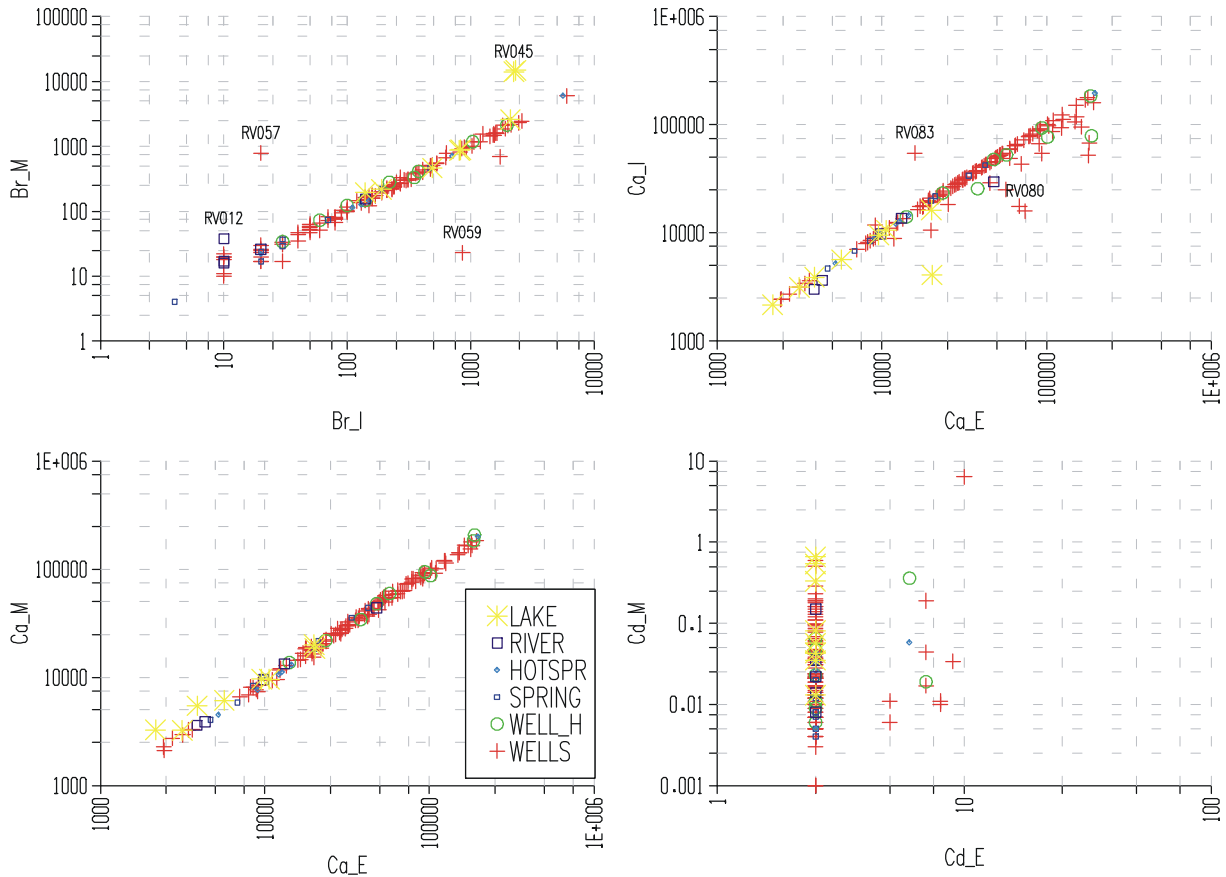 100000
10000
1000
100
10
1
Br_M
RV045
RV057
RV012
RV059
1
10
100
1000
10000
Br_I
1E+006
100000
10000
1000
Ca_I
RV083
RV080
1000
10000
100000
1E+006
Ca_E
1E+006
100000
10000
1000
Ca_M
LAKE
RIVER
HOTSPR
SPRING
WELL_H
WELLS
1000
10000
100000
1E+006
Ca_E
10
1
0.1
0.01
0.001
Cd_M
1
10
100
Cd_E